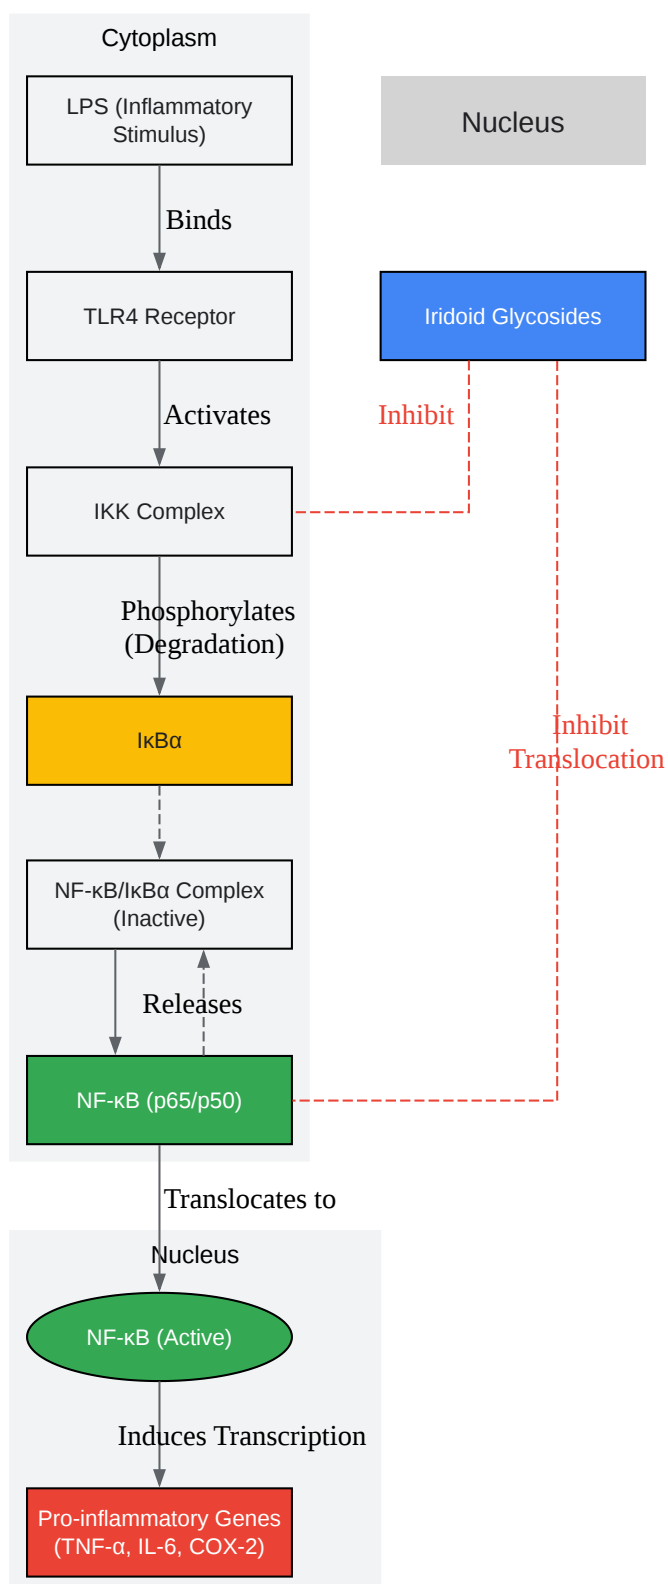 Cytoplasm
LPS (Inflammatory
Stimulus)
Nucleus
Binds
TLR4 Receptor
Iridoid Glycosides
Activates
Inhibit
IKK Complex
Phosphorylates
(Degradation)
IκBα
Inhibit
Translocation
NF-κB/IκBα Complex
(Inactive)
Releases
NF-κB (p65/p50)
Translocates to
Nucleus
NF-κB (Active)
Induces Transcription
Pro-inflammatory Genes
(TNF-α, IL-6, COX-2)